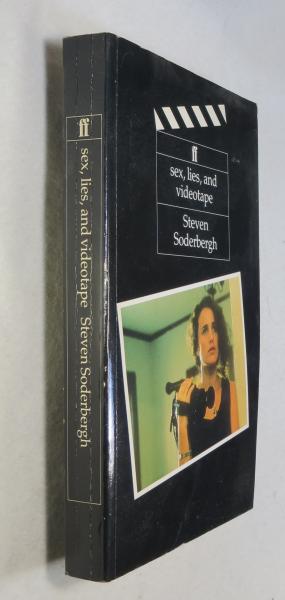 ff
sex, lies, and videotape Steven Soderbergh
ff
sex, lies, and
videotape
Steven
Soderbergh